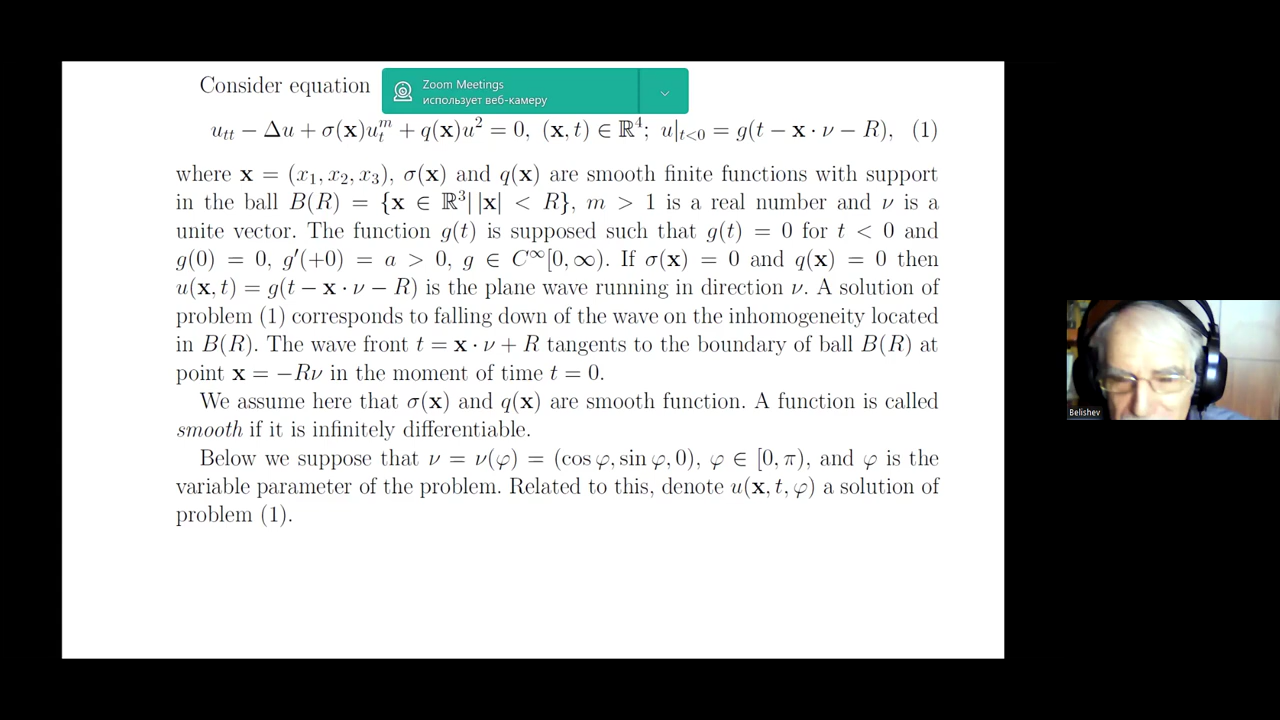 Consider equation
Zoom Meetings
использует веб-камеру
u_{tt} − Δu + σ(𝐱)u_t^m + q(𝐱)u² = 0, (𝐱, t) ∈ ℝ⁴; u|_{t<0} = g(t − 𝐱 · ν − R), (1)
where 𝐱 = (x₁, x₂, x₃), σ(𝐱) and q(𝐱) are smooth finite functions with support
in the ball B(R) = {𝐱 ∈ ℝ³| |𝐱| < R}, m > 1 is a real number and ν is a
unite vector. The function g(t) is supposed such that g(t) = 0 for t < 0 and
g(0) = 0, g′(+0) = a > 0, g ∈ C^∞[0, ∞). If σ(𝐱) = 0 and q(𝐱) = 0 then
u(𝐱, t) = g(t − 𝐱 · ν − R) is the plane wave running in direction ν. A solution of
problem (1) corresponds to falling down of the wave on the inhomogeneity located
in B(R). The wave front t = 𝐱 · ν + R tangents to the boundary of ball B(R) at
point 𝐱 = −Rν in the moment of time t = 0.
We assume here that σ(𝐱) and q(𝐱) are smooth function. A function is called
smooth if it is infinitely differentiable.
Below we suppose that ν = ν(φ) = (cos φ, sin φ, 0), φ ∈ [0, π), and φ is the
variable parameter of the problem. Related to this, denote u(𝐱, t, φ) a solution of
problem (1).
Belishev